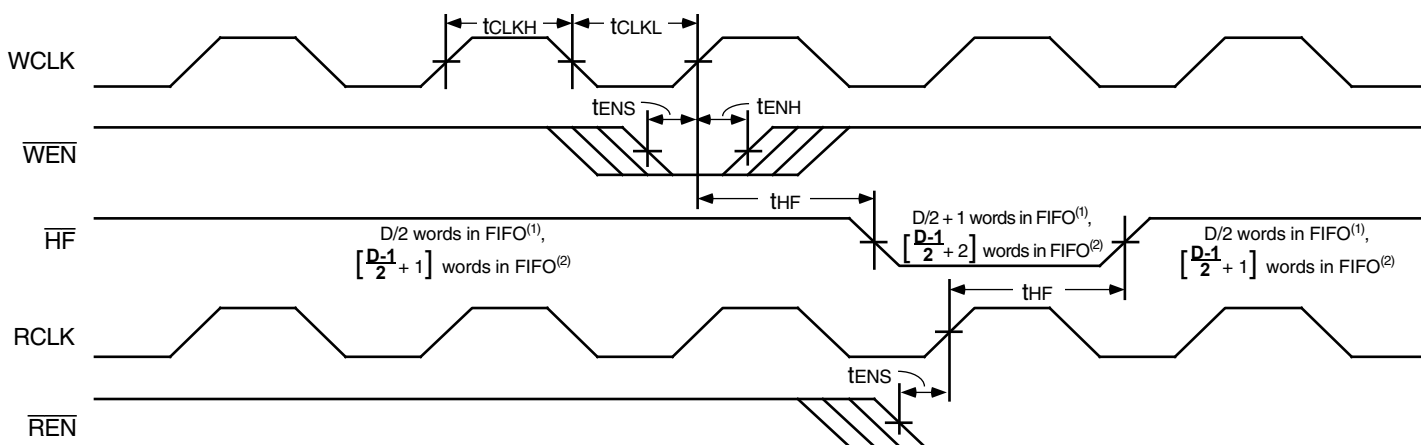 tCLKH
tCLKL
WCLK
tENS
tENH
WEN
tHF
HF
D/2 words in FIFO(1),
[D-1/2 + 1] words in FIFO(2)
D/2 + 1 words in FIFO(1),
[D-1/2 + 2] words in FIFO(2)
D/2 words in FIFO(1),
[D-1/2 + 1] words in FIFO(2)
tHF
RCLK
tENS
REN